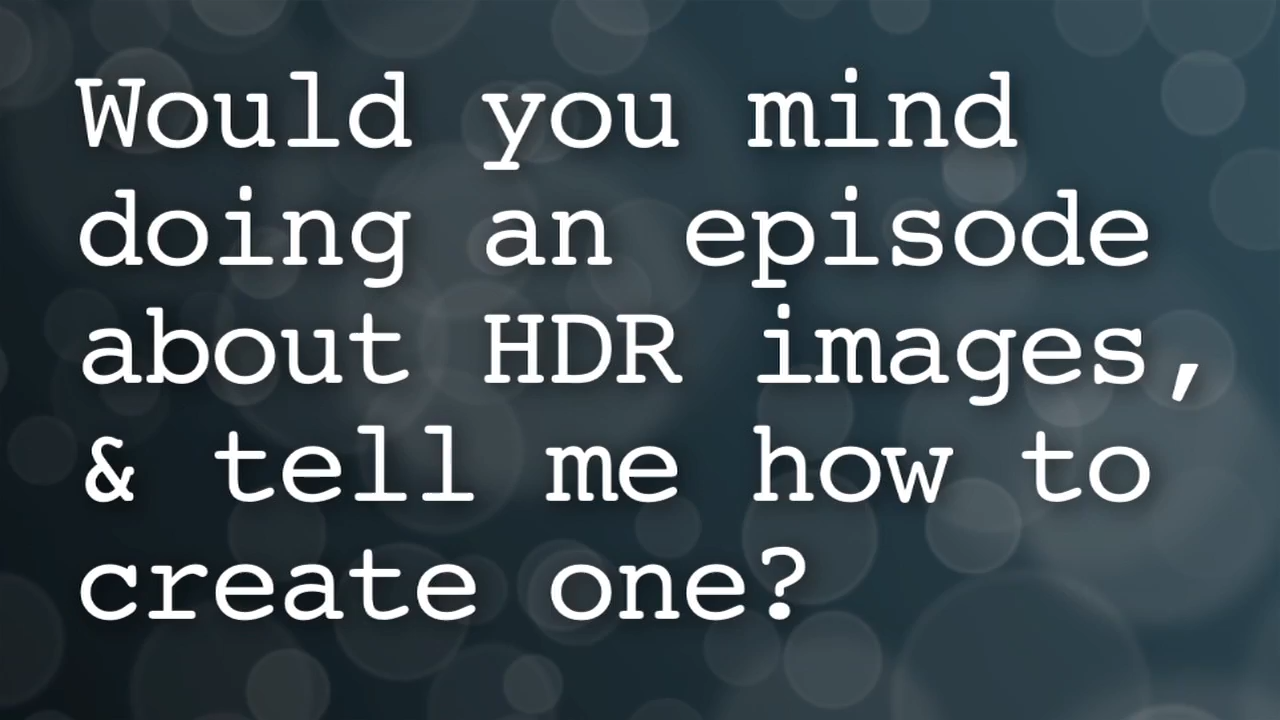 Would you mind
doing an episode
about HDR images,
& tell me how to
create one?